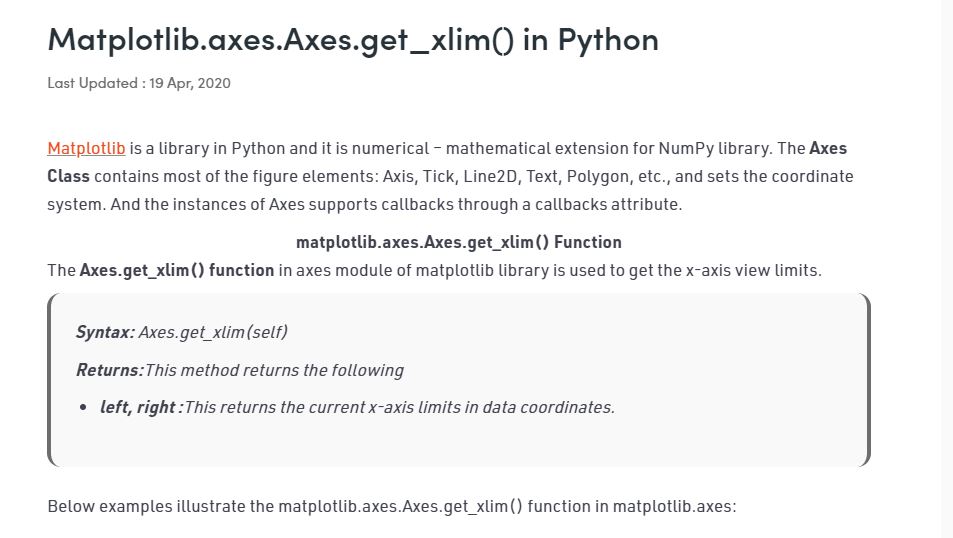 Matplotlib.axes.Axes.get_xlim() in Python
Last Updated : 19 Apr, 2020
Matplotlib is a library in Python and it is numerical – mathematical extension for NumPy library. The Axes
Class contains most of the figure elements: Axis, Tick, Line2D, Text, Polygon, etc., and sets the coordinate
system. And the instances of Axes supports callbacks through a callbacks attribute.
matplotlib.axes.Axes.get_xlim() Function
The Axes.get_xlim() function in axes module of matplotlib library is used to get the x-axis view limits.
Syntax: Axes.get_xlim(self)
Returns:This method returns the following
• left, right :This returns the current x-axis limits in data coordinates.
Below examples illustrate the matplotlib.axes.Axes.get_xlim() function in matplotlib.axes: